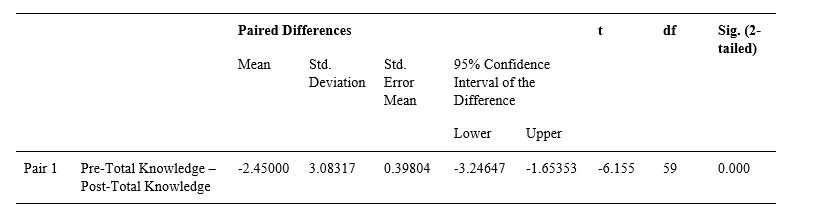 Paired Differences t df Sig. (2-
tailed)
Mean Std. Std. 95% Confidence
Deviation Error Interval of the
Mean Difference
Lower Upper
Pair 1 Pre-Total Knowledge – -2.45000 3.08317 0.39804 -3.24647 -1.65353 -6.155 59 0.000
Post-Total Knowledge